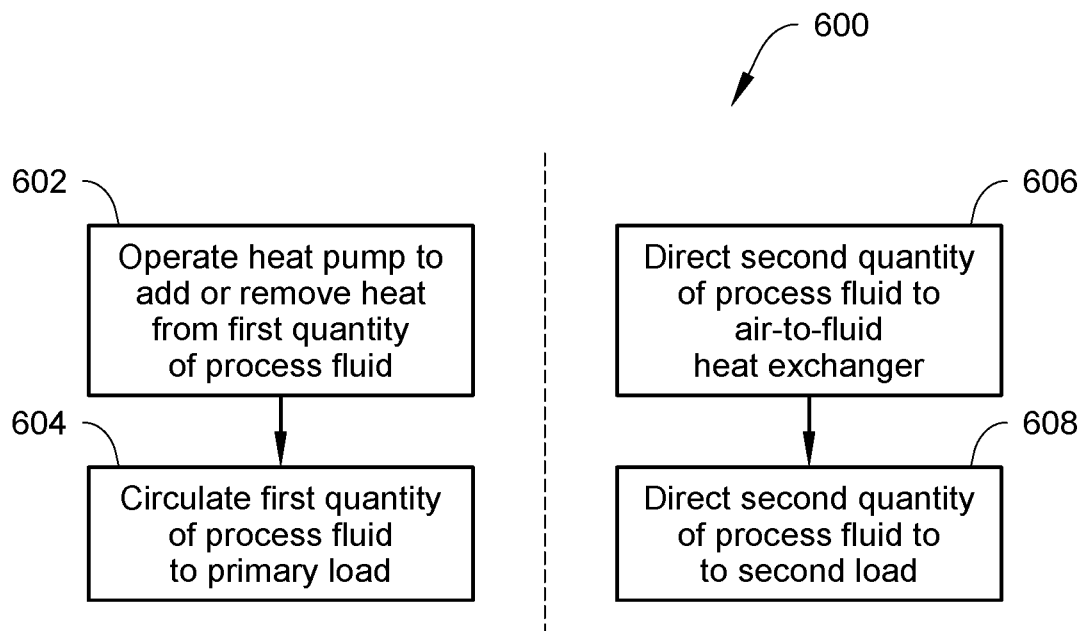 600
602
Operate heat pump to
add or remove heat
from first quantity
of process fluid
604
Circulate first quantity
of process fluid
to primary load
606
Direct second quantity
of process fluid to
air-to-fluid
heat exchanger
608
Direct second quantity
of process fluid to
to second load